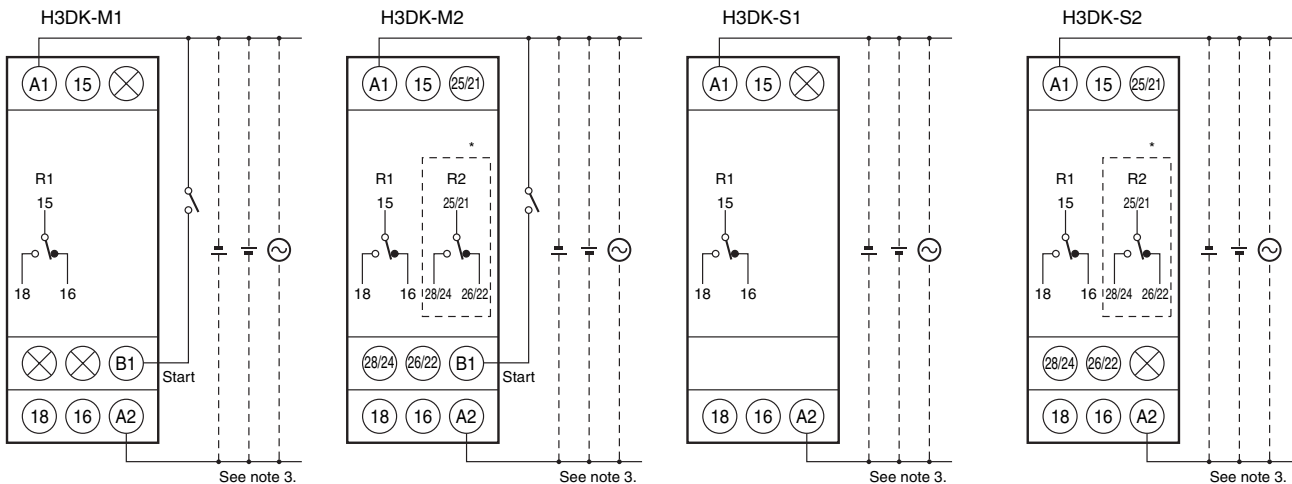 H3DK-M1
A1 15
R1
15
18 16
B1
Start
18 16 A2
See note 3.
H3DK-M2
A1 15 25/21
*
R1 R2
15 25/21
18 16 28/24 26/22
28/24 26/22 B1
Start
18 16 A2
See note 3.
H3DK-S1
A1 15
R1
15
18 16
18 16 A2
See note 3.
H3DK-S2
A1 15 25/21
*
R1 R2
15 25/21
18 16 28/24 26/22
28/24 26/22
18 16 A2
See note 3.